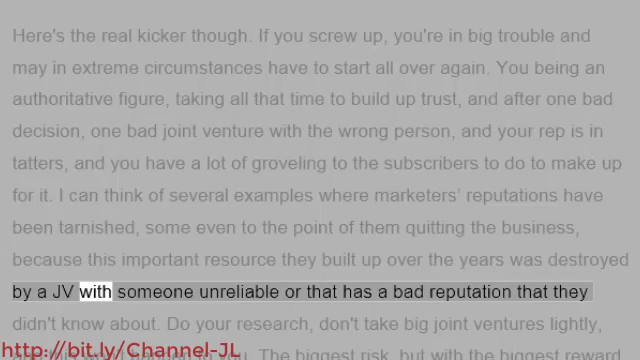 Here's the real kicker though. If you screw up, you're in big trouble and
may in extreme circumstances have to start all over again. You being an
authoritative figure, taking all that time to build up trust, and after one bad
decision, one bad joint venture with the wrong person, and your rep is in
tatters, and you have a lot of groveling to the subscribers to do to make up
for it. I can think of several examples where marketers' reputations have
been tarnished, some even to the point of them quitting the business,
because this important resource they built up over the years was destroyed
by a JV with someone unreliable or that has a bad reputation that they
didn't know about. Do your research, don't take big joint ventures lightly,
http://bit.ly/Channel-JL
you. The biggest risk, but with the biggest reward